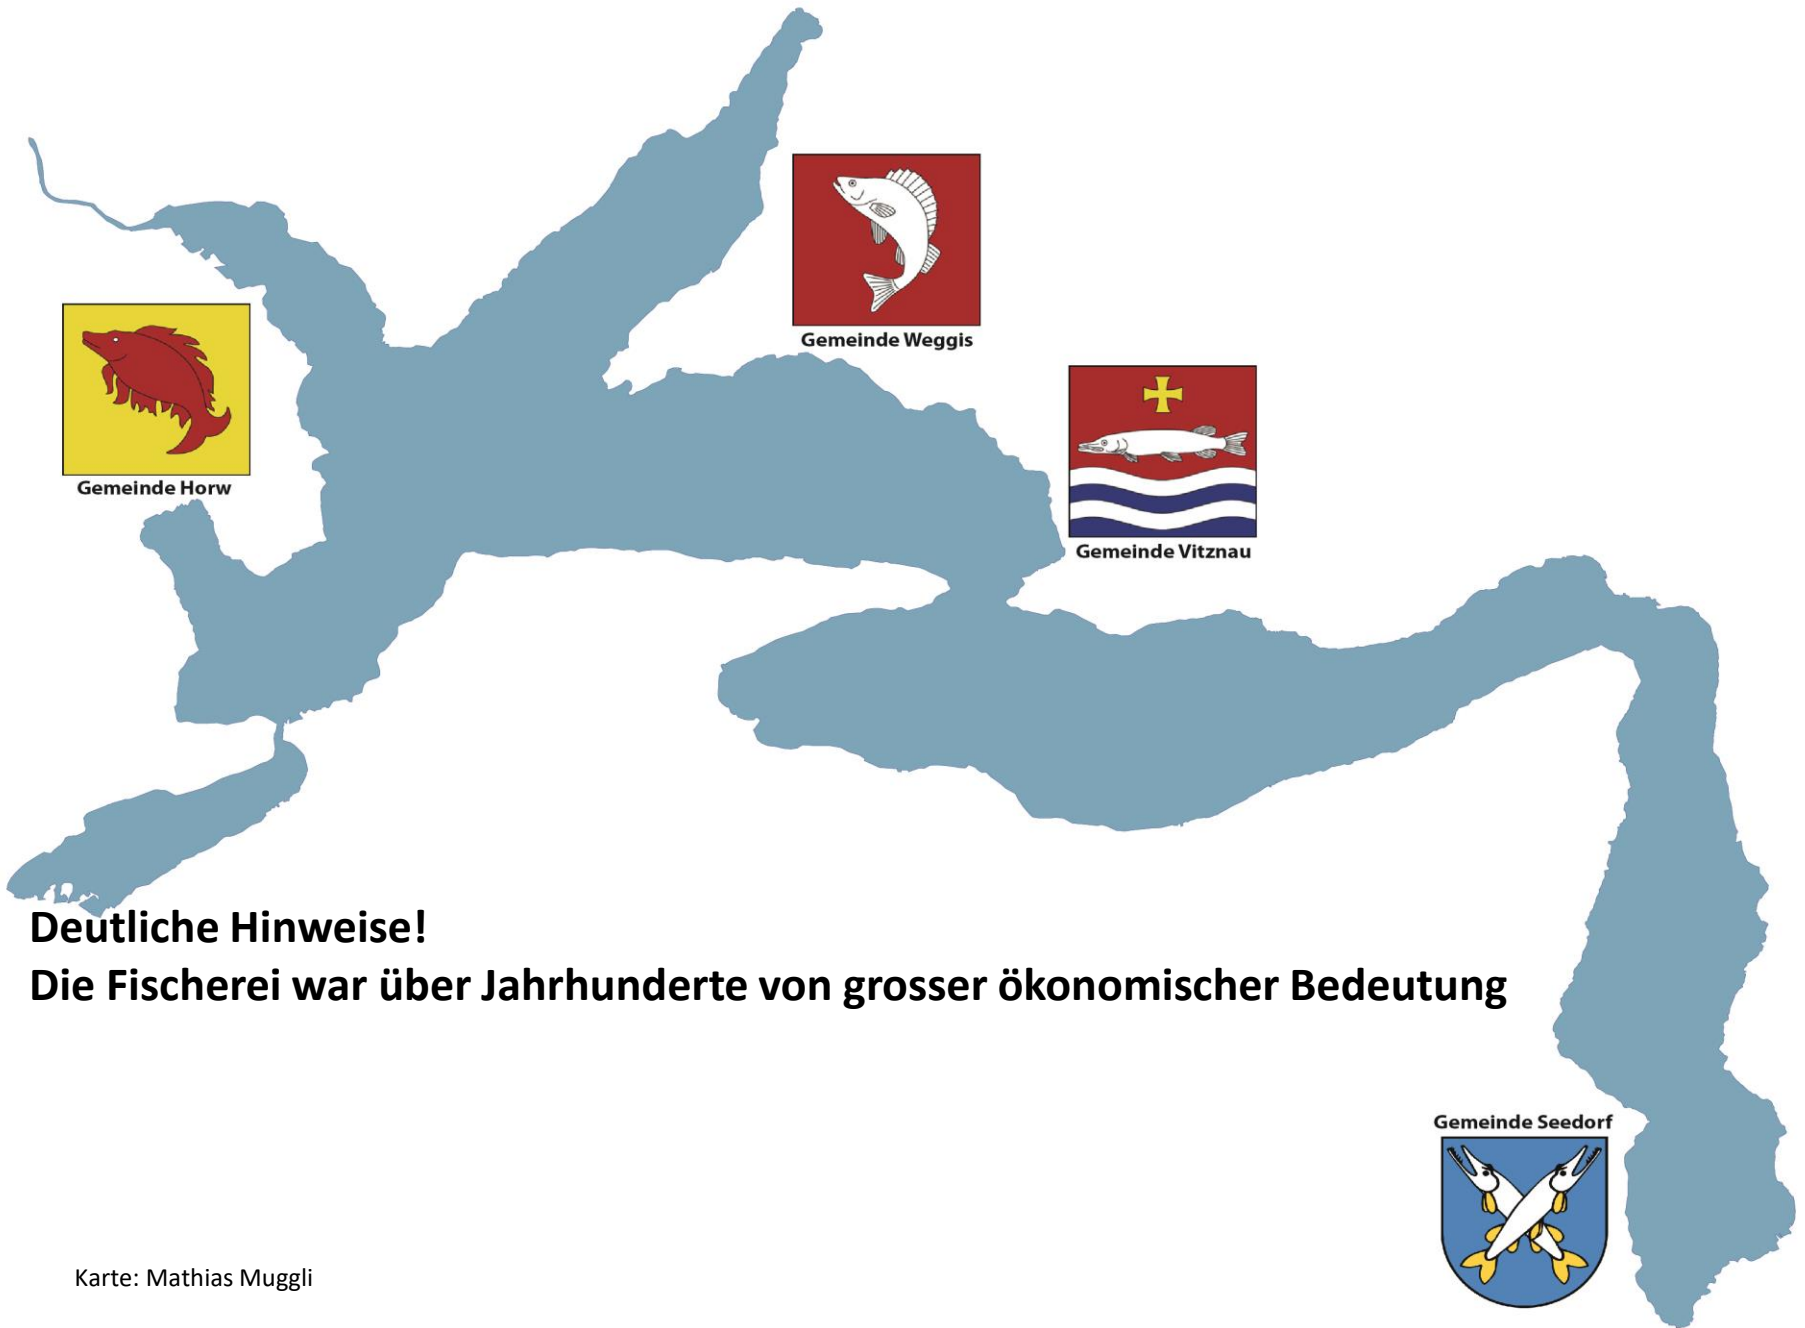 Gemeinde Weggis
Gemeinde Horw
Gemeinde Vitznau
Deutliche Hinweise!
Die Fischerei war über Jahrhunderte von grosser ökonomischer Bedeutung
Gemeinde Seedorf
Karte: Mathias Muggli